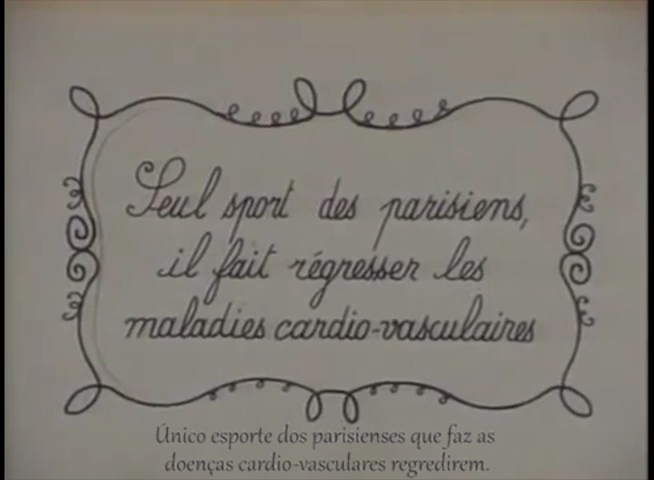 Seul sport des parisiens,
il fait régresser les
maladies cardio-vasculaires
Único esporte dos parisienses que faz as
doenças cardio-vasculares regredirem.